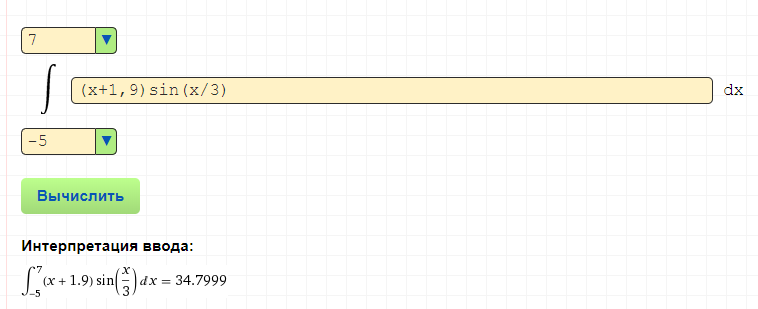 7
∫ (x+1,9)sin(x/3) dx
-5
Вычислить
Интерпретация ввода:
∫_{-5}^{7} (x + 1.9) sin(x/3) dx = 34.7999